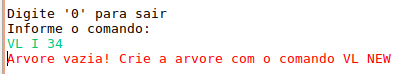 Digite '0' para sair
Informe o comando:
VL I 34
Arvore vazia! Crie a arvore com o comando VL NEW